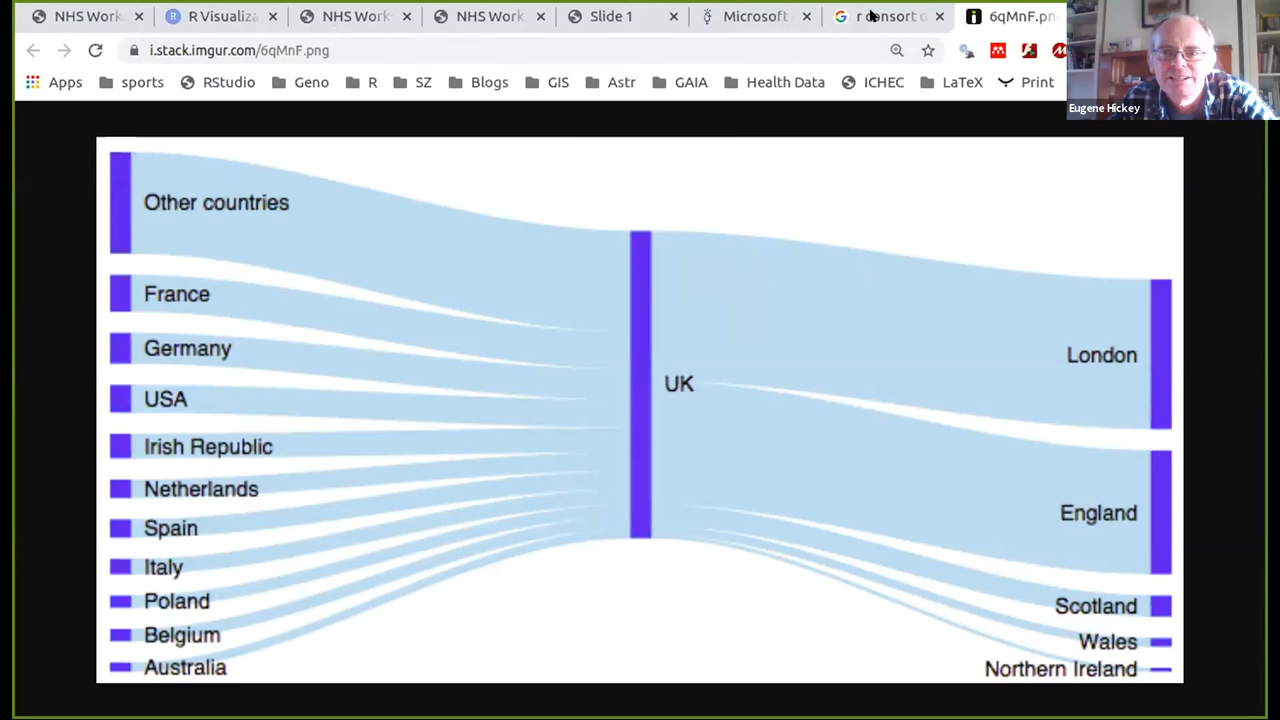 NHS Work
R Visualiza
NHS Work
NHS Work
Slide 1
Microsoft
6qMnF.pn
i.stack.imgur.com/6qMnF.png
Apps sports RStudio Geno R SZ Blogs GIS Astr GAIA Health Data ICHEC LaTeX Print
Eugene Hickey
Other countries
France
Germany
USA
Irish Republic
Netherlands
Spain
Italy
Poland
Belgium
Australia
UK
London
England
Scotland
Wales
Northern Ireland